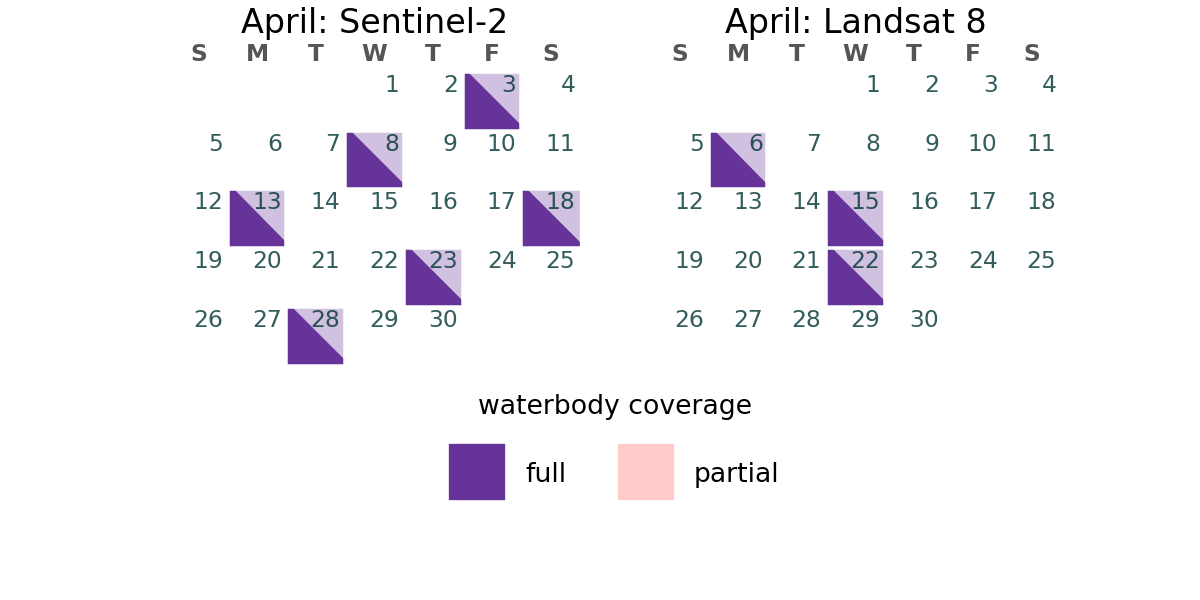 April: Sentinel-2
S M T W T F S
1 2 3 4
5 6 7 8 9 10 11
12 13 14 15 16 17 18
19 20 21 22 23 24 25
26 27 28 29 30
April: Landsat 8
S M T W T F S
1 2 3 4
5 6 7 8 9 10 11
12 13 14 15 16 17 18
19 20 21 22 23 24 25
26 27 28 29 30
waterbody coverage
full partial